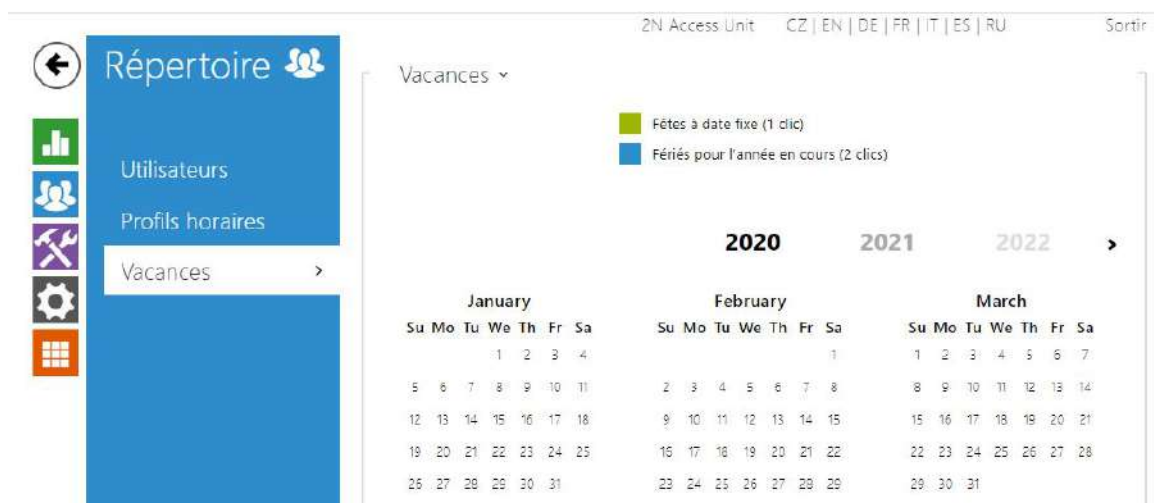 2N Access Unit CZ | EN | DE | FR | IT | ES | RU Sortir
Répertoire
Vacances
Fêtes à date fixe (1 clic)
Fériés pour l'année en cours (2 clics)
Utilisateurs
Profils horaires
Vacances
2020 2021 2022
January February March
Su Mo Tu We Th Fr Sa Su Mo Tu We Th Fr Sa Su Mo Tu We Th Fr Sa
1 2 3 4 1 1 2 3 4 5 6 7
5 6 7 8 9 10 11 2 3 4 5 6 7 8 8 9 10 11 12 13 14
12 13 14 15 16 17 18 9 10 11 12 13 14 15 15 16 17 18 19 20 21
19 20 21 22 23 24 25 16 17 18 19 20 21 22 22 23 24 25 26 27 28
26 27 28 29 30 31 23 24 25 26 27 28 29 29 30 31